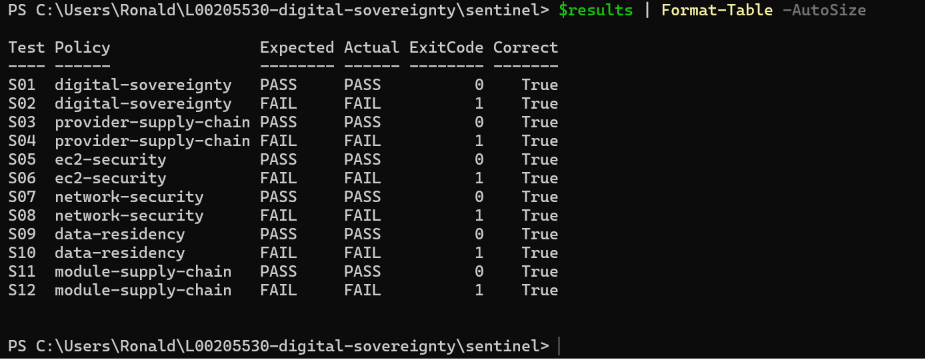 PS C:\Users\Ronald\L00205530-digital-sovereignty\sentinel> $results | Format-Table -AutoSize
Test Policy                Expected Actual ExitCode Correct
---- ------                -------- ------ -------- -------
S01  digital-sovereignty   PASS     PASS          0    True
S02  digital-sovereignty   FAIL     FAIL          1    True
S03  provider-supply-chain PASS     PASS          0    True
S04  provider-supply-chain FAIL     FAIL          1    True
S05  ec2-security          PASS     PASS          0    True
S06  ec2-security          FAIL     FAIL          1    True
S07  network-security      PASS     PASS          0    True
S08  network-security      FAIL     FAIL          1    True
S09  data-residency        PASS     PASS          0    True
S10  data-residency        FAIL     FAIL          1    True
S11  module-supply-chain   PASS     PASS          0    True
S12  module-supply-chain   FAIL     FAIL          1    True
PS C:\Users\Ronald\L00205530-digital-sovereignty\sentinel>